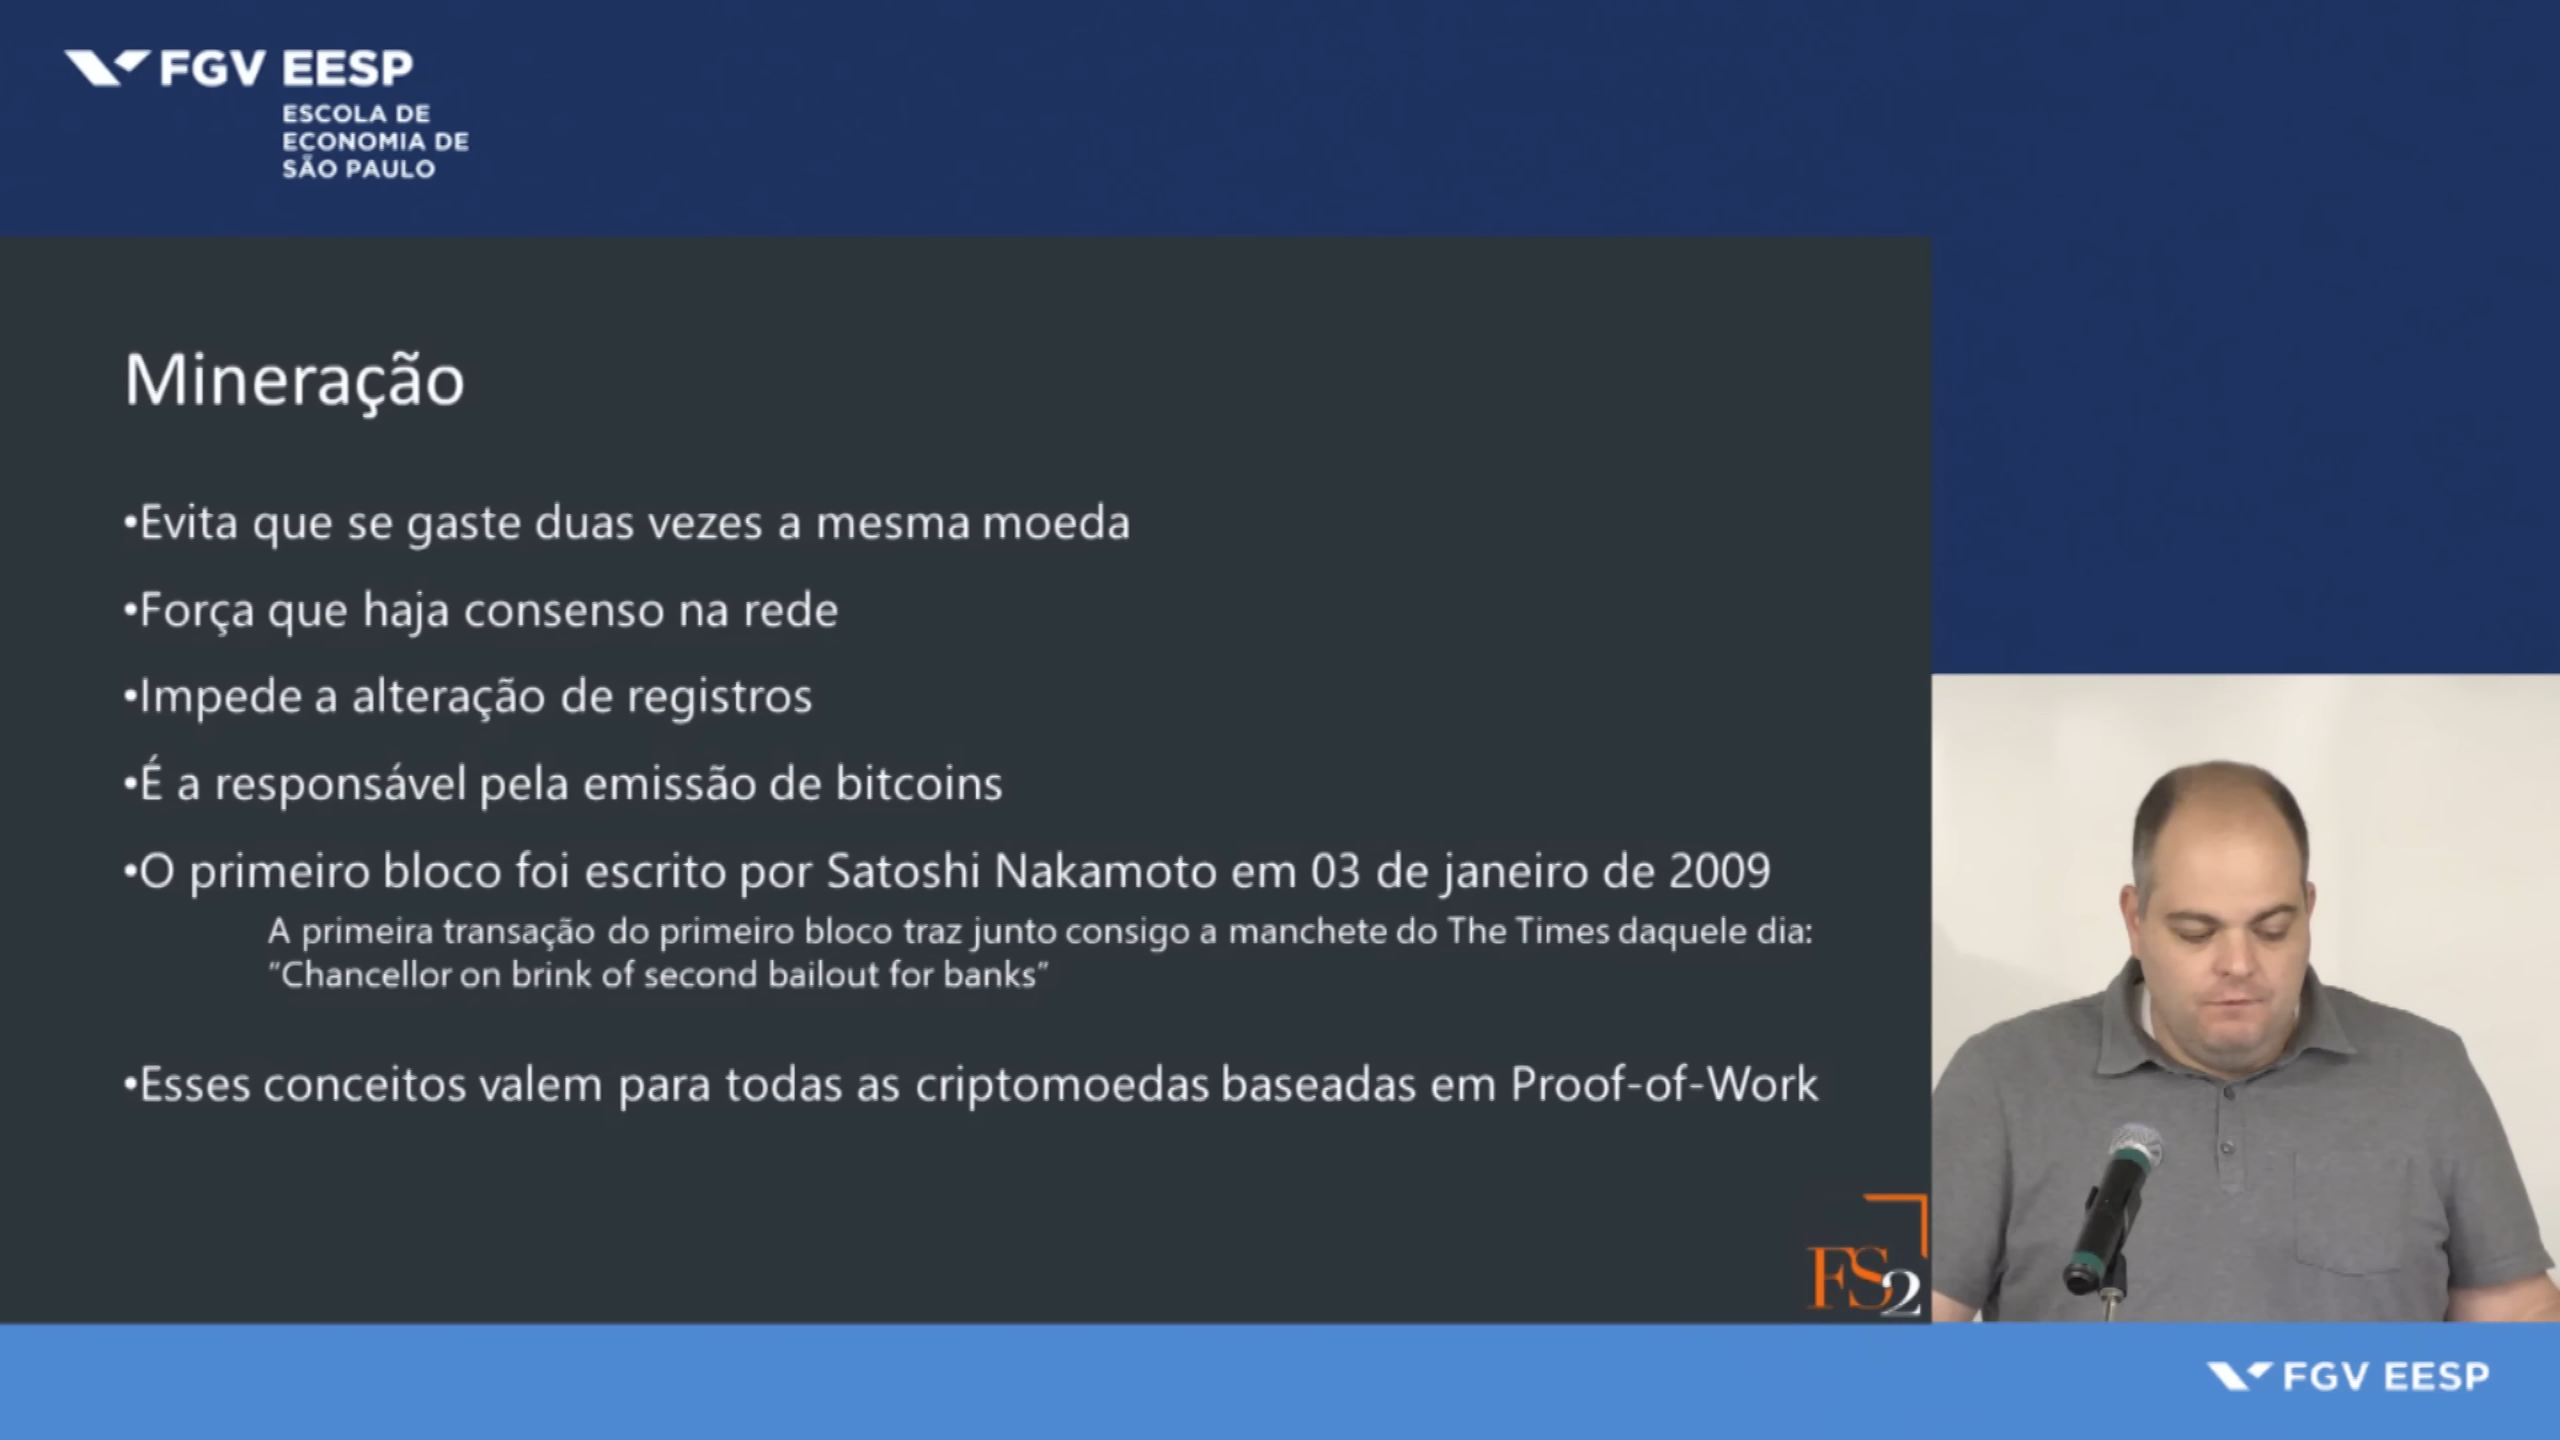 FGV EESP
ESCOLA DE
ECONOMIA DE
SÃO PAULO
Mineração
•Evita que se gaste duas vezes a mesma moeda
•Força que haja consenso na rede
•Impede a alteração de registros
•É a responsável pela emissão de bitcoins
•O primeiro bloco foi escrito por Satoshi Nakamoto em 03 de janeiro de 2009
A primeira transação do primeiro bloco traz junto consigo a manchete do The Times daquele dia:
"Chancellor on brink of second bailout for banks"
•Esses conceitos valem para todas as criptomoedas baseadas em Proof-of-Work
FS2
FGV EESP